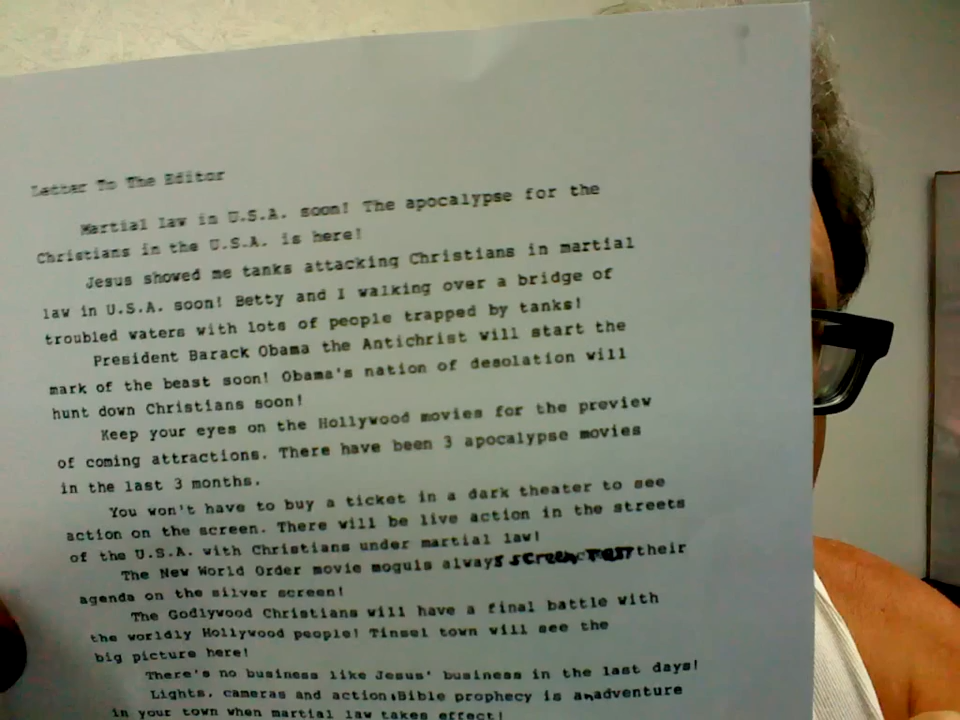 Letter To The Editor
Martial law in U.S.A. soon! The apocalypse for the
Christians in the U.S.A. is here!
Jesus showed me tanks attacking Christians in martial
law in U.S.A. soon! Betty and I walking over a bridge of
troubled waters with lots of people trapped by tanks!
President Barack Obama the Antichrist will start the
mark of the beast soon! Obama's nation of desolation will
hunt down Christians soon!
Keep your eyes on the Hollywood movies for the preview
of coming attractions. There have been 3 apocalypse movies
in the last 3 months.
You won't have to buy a ticket in a dark theater to see
action on the screen. There will be live action in the streets
of the U.S.A. with Christians under martial law!
The New World Order movie moguls always screen test their
agenda on the silver screen!
The Godlywood Christians will have a final battle with
the worldly Hollywood people! Tinsel town will see the
big picture here!
There's no business like Jesus' business in the last days!
Lights, cameras and action, Bible prophecy is an adventure
in your town when martial law takes effect!